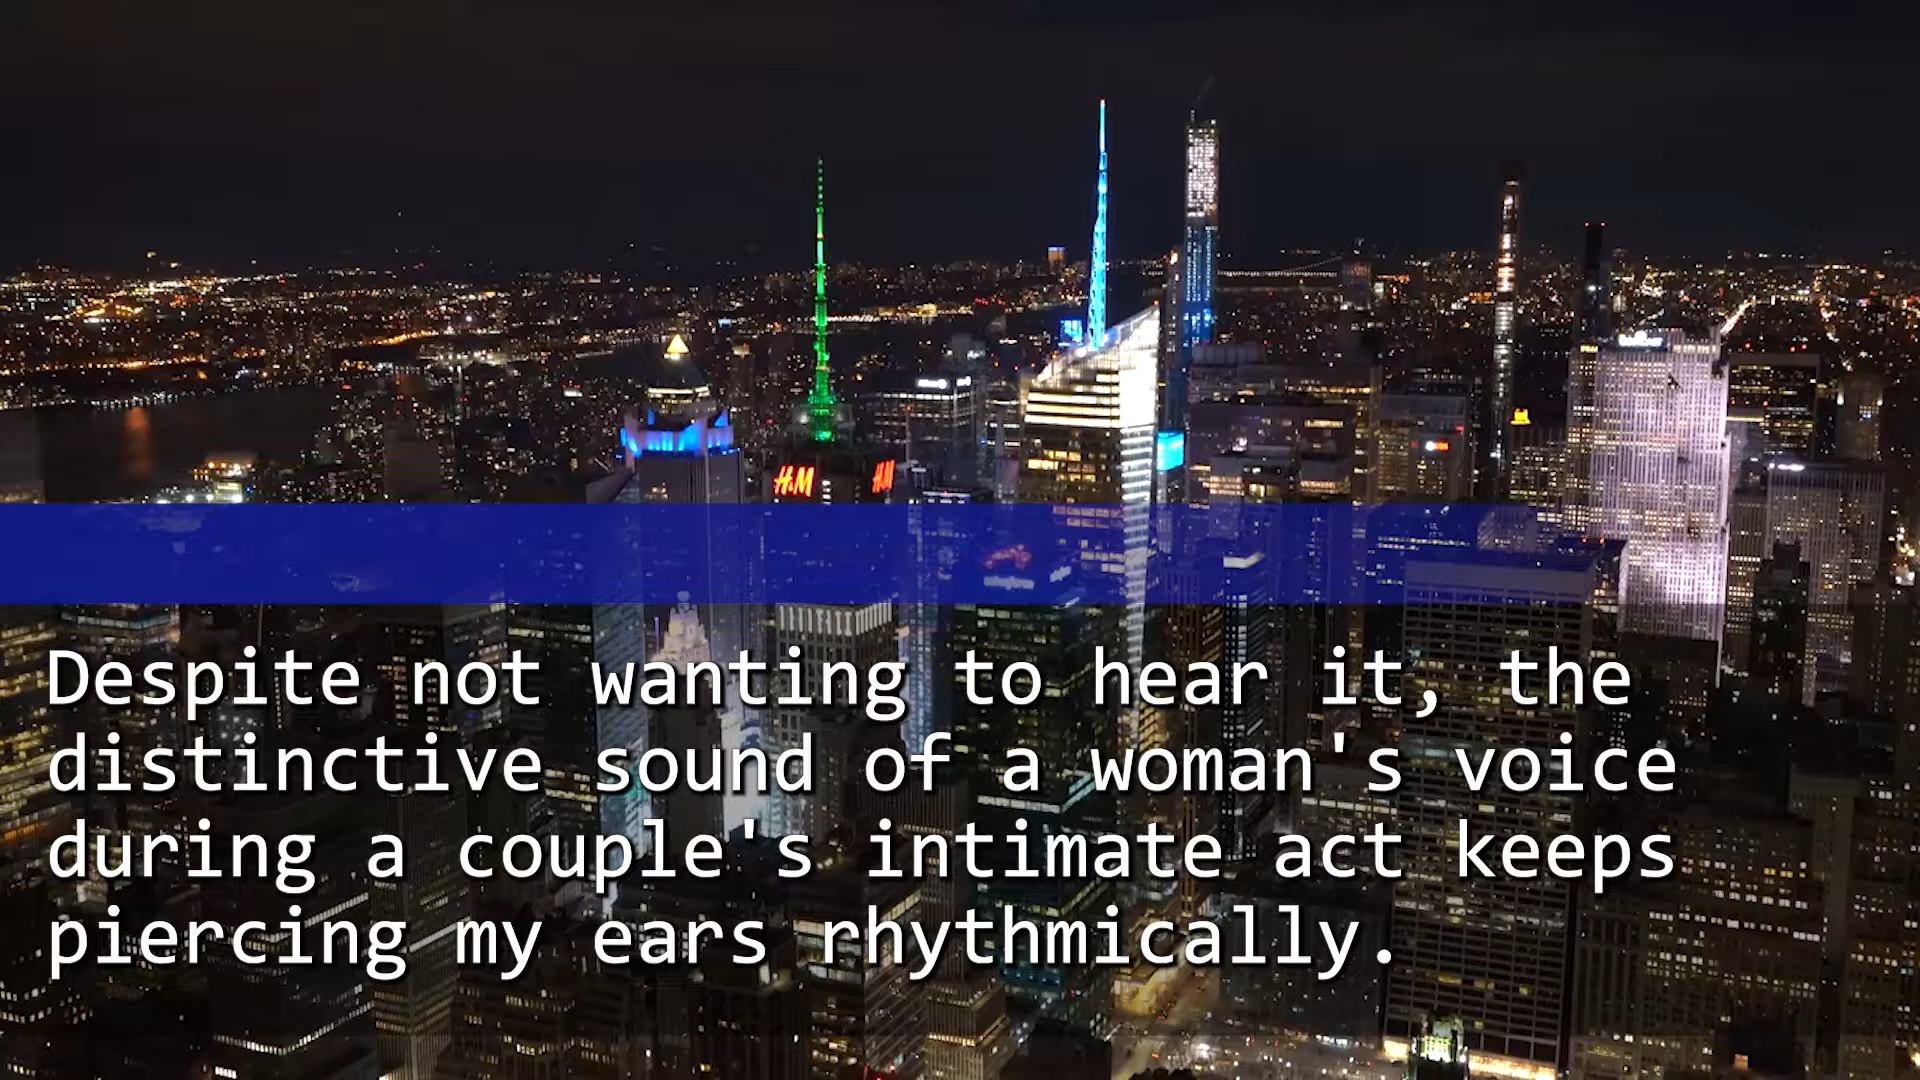 H&M
H&M
Despite not wanting to hear it, the
distinctive sound of a woman's voice
during a couple's intimate act keeps
piercing my ears rhythmically.